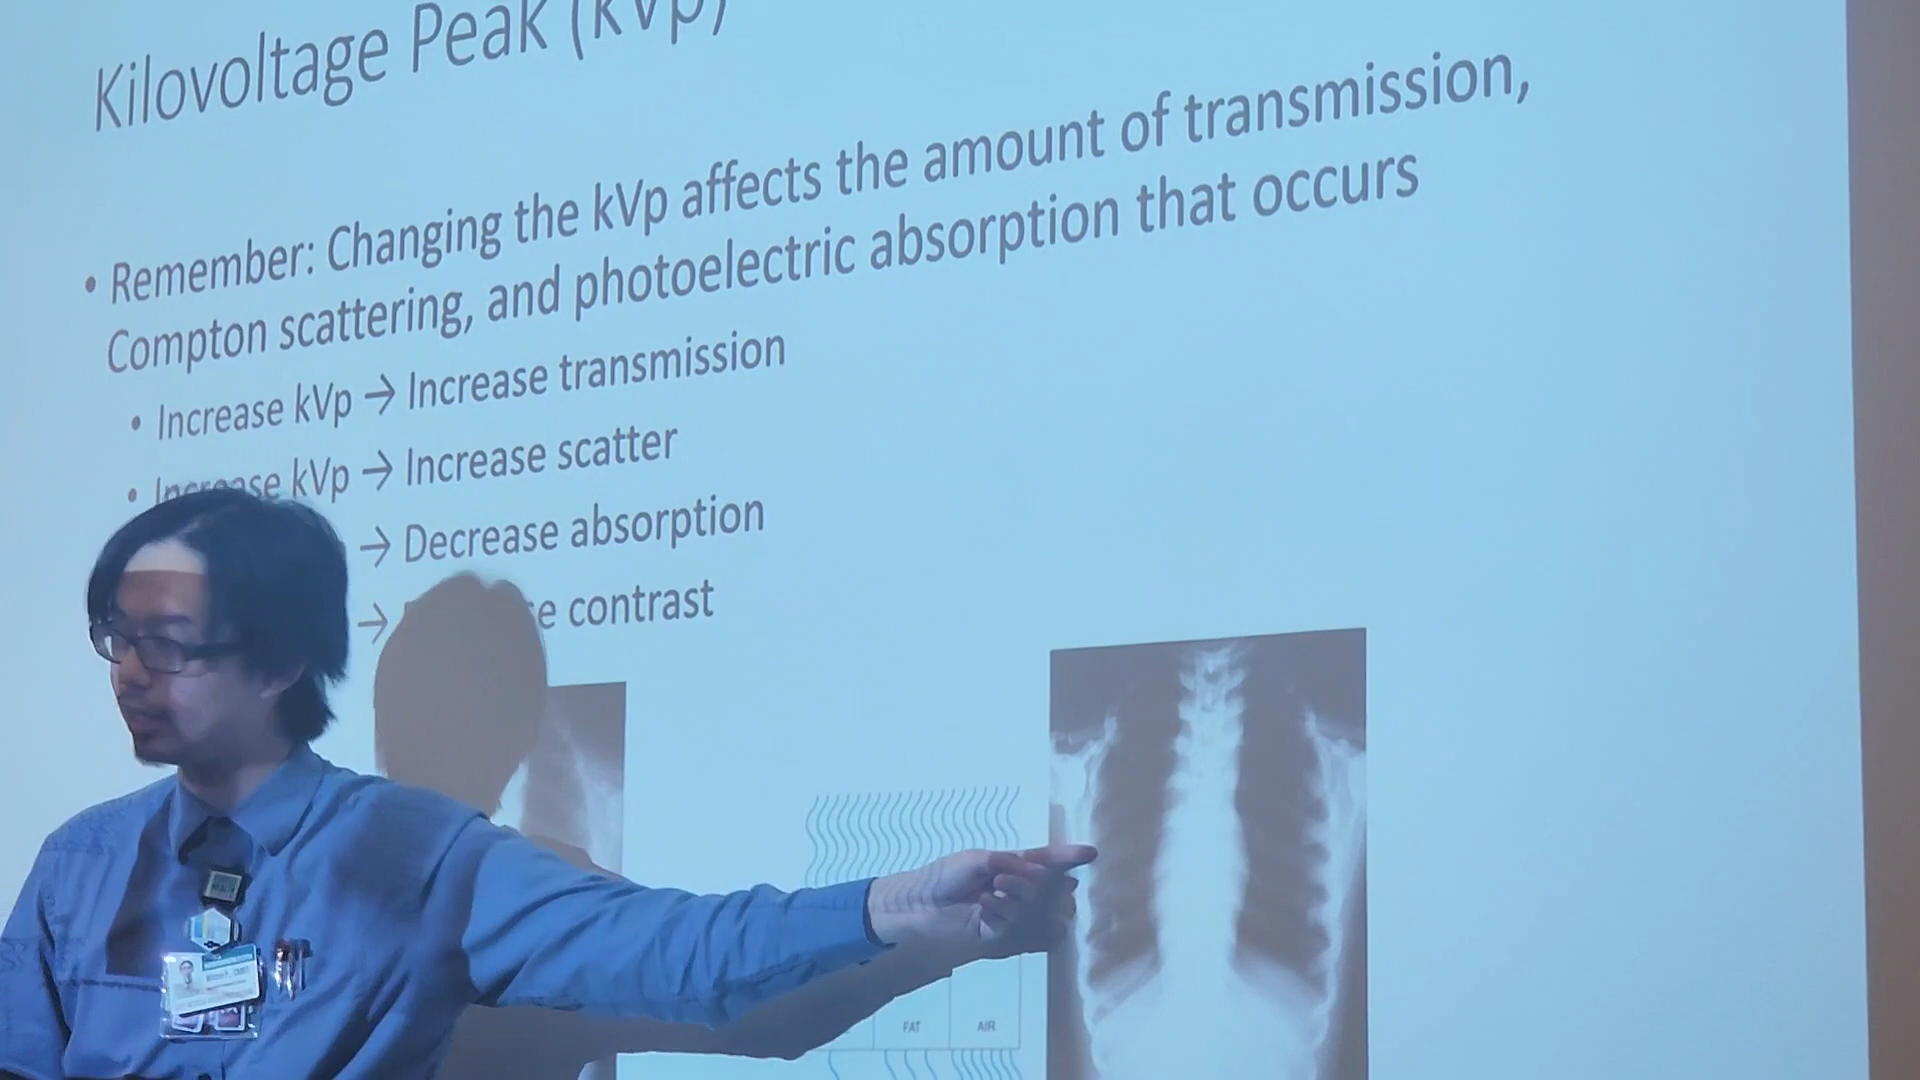 Kilovoltage Peak (kVp)
• Remember: Changing the kVp affects the amount of transmission,
Compton scattering, and photoelectric absorption that occurs
• Increase kVp → Increase transmission
• Increase kVp → Increase scatter
→ Decrease absorption
→ contrast
FAT
AIR